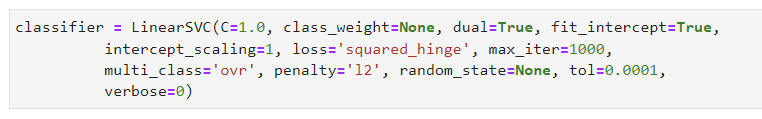 classifier = LinearSVC(C=1.0, class_weight=None, dual=True, fit_intercept=True,
intercept_scaling=1, loss='squared_hinge', max_iter=1000,
multi_class='ovr', penalty='l2', random_state=None, tol=0.0001,
verbose=0)